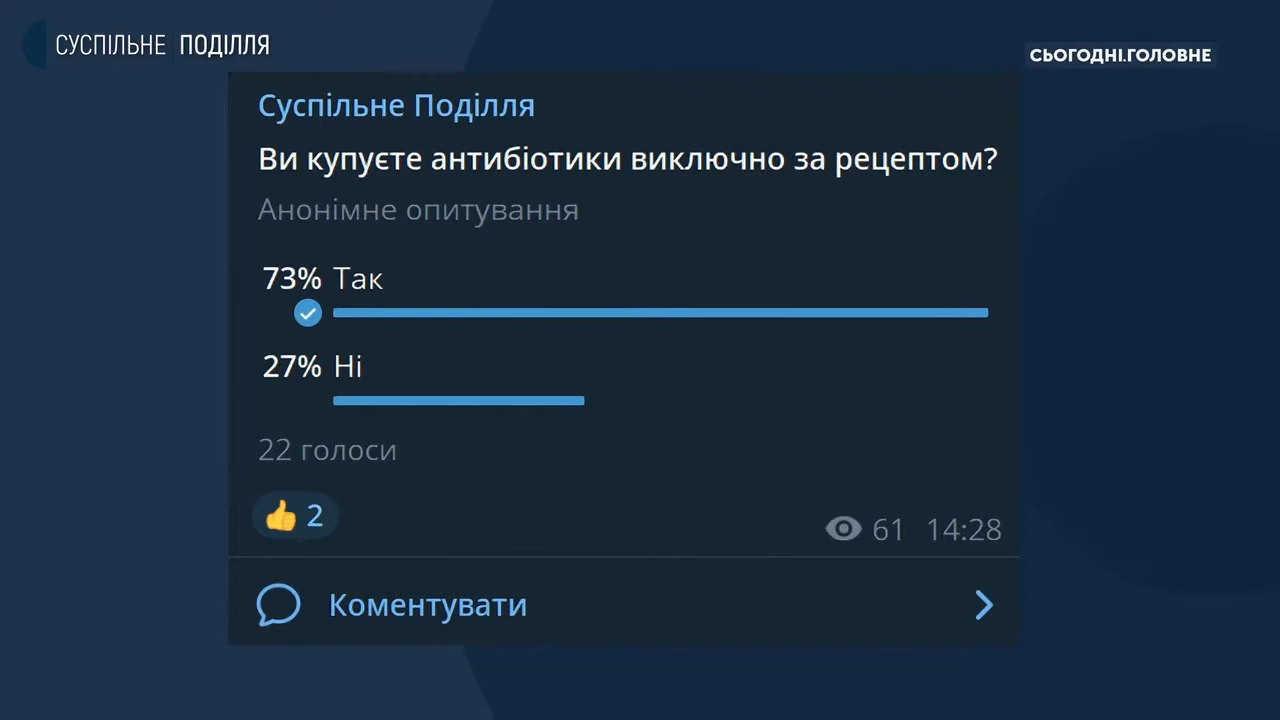 СУСПІЛЬНЕ ПОДІЛЛЯ
СЬОГОДНІ.ГОЛОВНЕ
Суспільне Поділля
Ви купуєте антибіотики виключно за рецептом?
Анонімне опитування
73% Так
27% Ні
22 голоси
👍 2
61 14:28
Коментувати